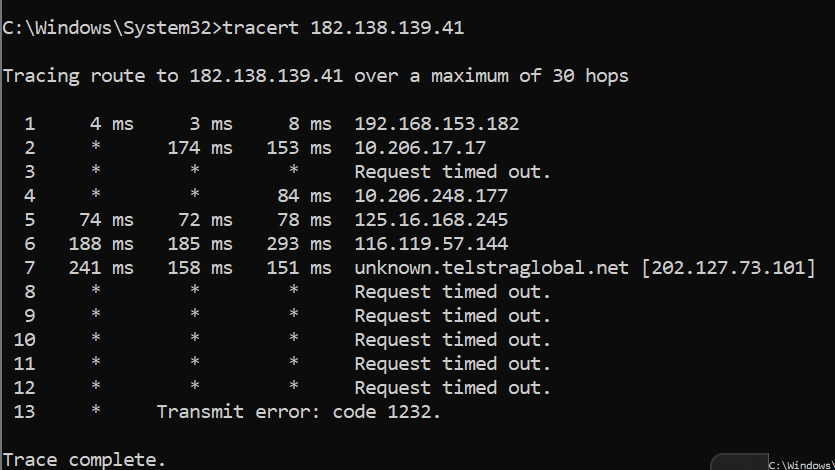 C:\Windows\System32>tracert 182.138.139.41
Tracing route to 182.138.139.41 over a maximum of 30 hops
1 4 ms 3 ms 8 ms 192.168.153.182
2 * 174 ms 153 ms 10.206.17.17
3 * * * Request timed out.
4 * * 84 ms 10.206.248.177
5 74 ms 72 ms 78 ms 125.16.168.245
6 188 ms 185 ms 293 ms 116.119.57.144
7 241 ms 158 ms 151 ms unknown.telstraglobal.net [202.127.73.101]
8 * * * Request timed out.
9 * * * Request timed out.
10 * * * Request timed out.
11 * * * Request timed out.
12 * * * Request timed out.
13 * Transmit error: code 1232.
Trace complete.
C:\Windows\